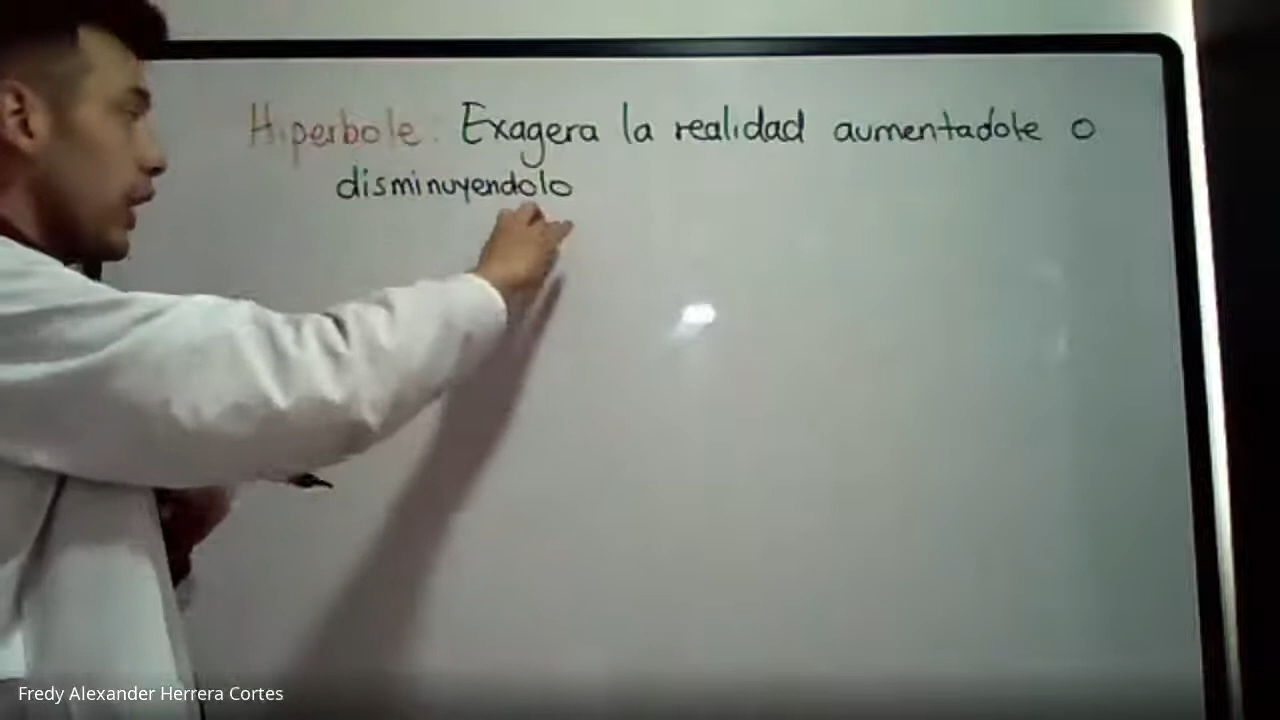 Hiperbole: Exagera la realidad aumentadole o
disminuyendolo
Fredy Alexander Herrera Cortes